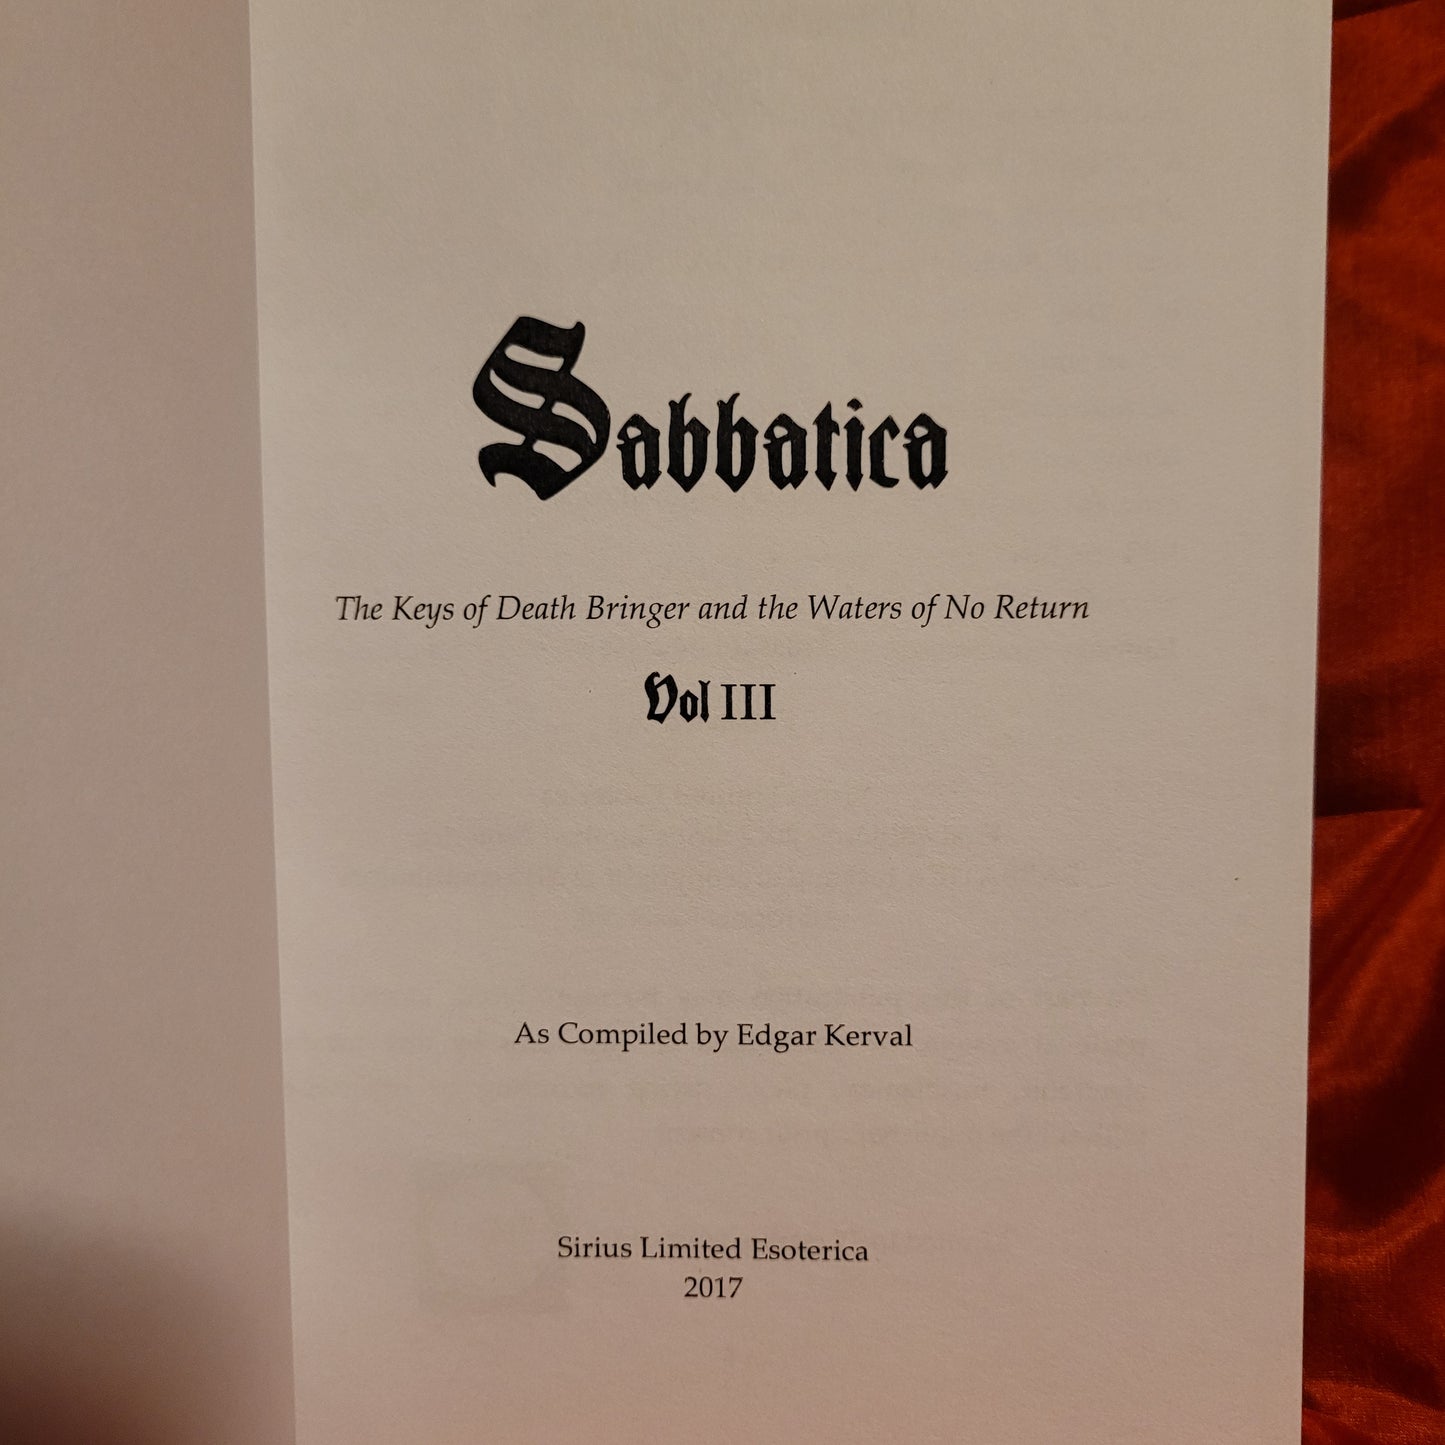 Sabbatica
The Keys of Death Bringer and the Waters of No Return
Vol III
As Compiled by Edgar Kerval
Sirius Limited Esoterica
2017